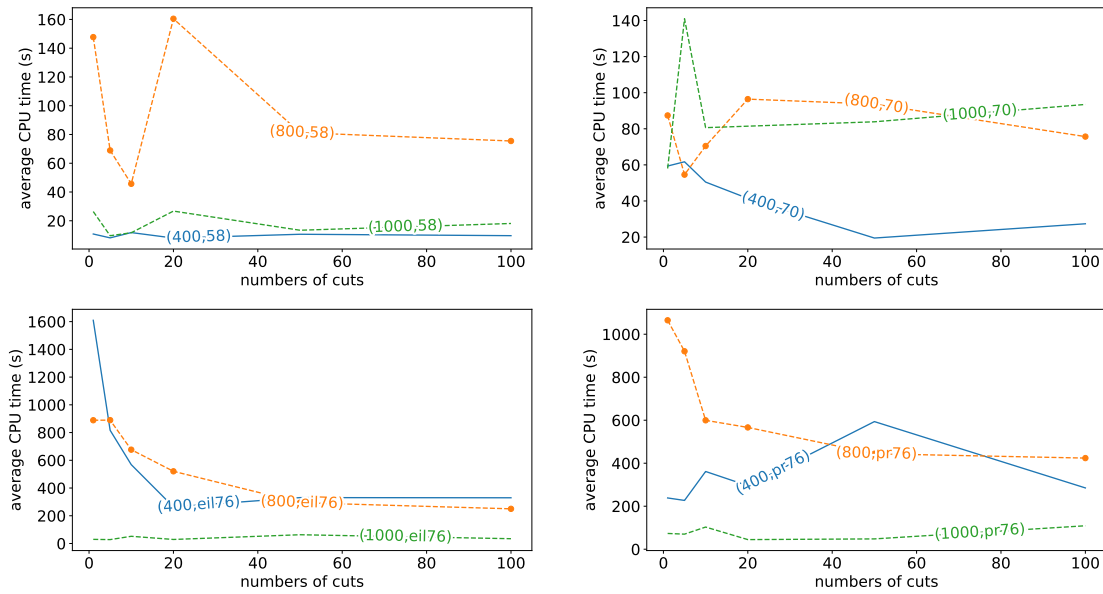 160
140
120
100
80
60
40
20
average CPU time (s)
(800,58)
(1000,58)
(400,58)
0 20 40 60 80 100
numbers of cuts
140
120
100
80
60
40
20
average CPU time (s)
(800,70)
(1000,70)
(400,70)
0 20 40 60 80 100
numbers of cuts
1600
1400
1200
1000
800
600
400
200
0
average CPU time (s)
(400,eil76)
(800,eil76)
(1000,eil76)
0 20 40 60 80 100
numbers of cuts
1000
800
600
400
200
0
average CPU time (s)
(800,pr76)
(400,pr76)
(1000,pr76)
0 20 40 60 80 100
numbers of cuts